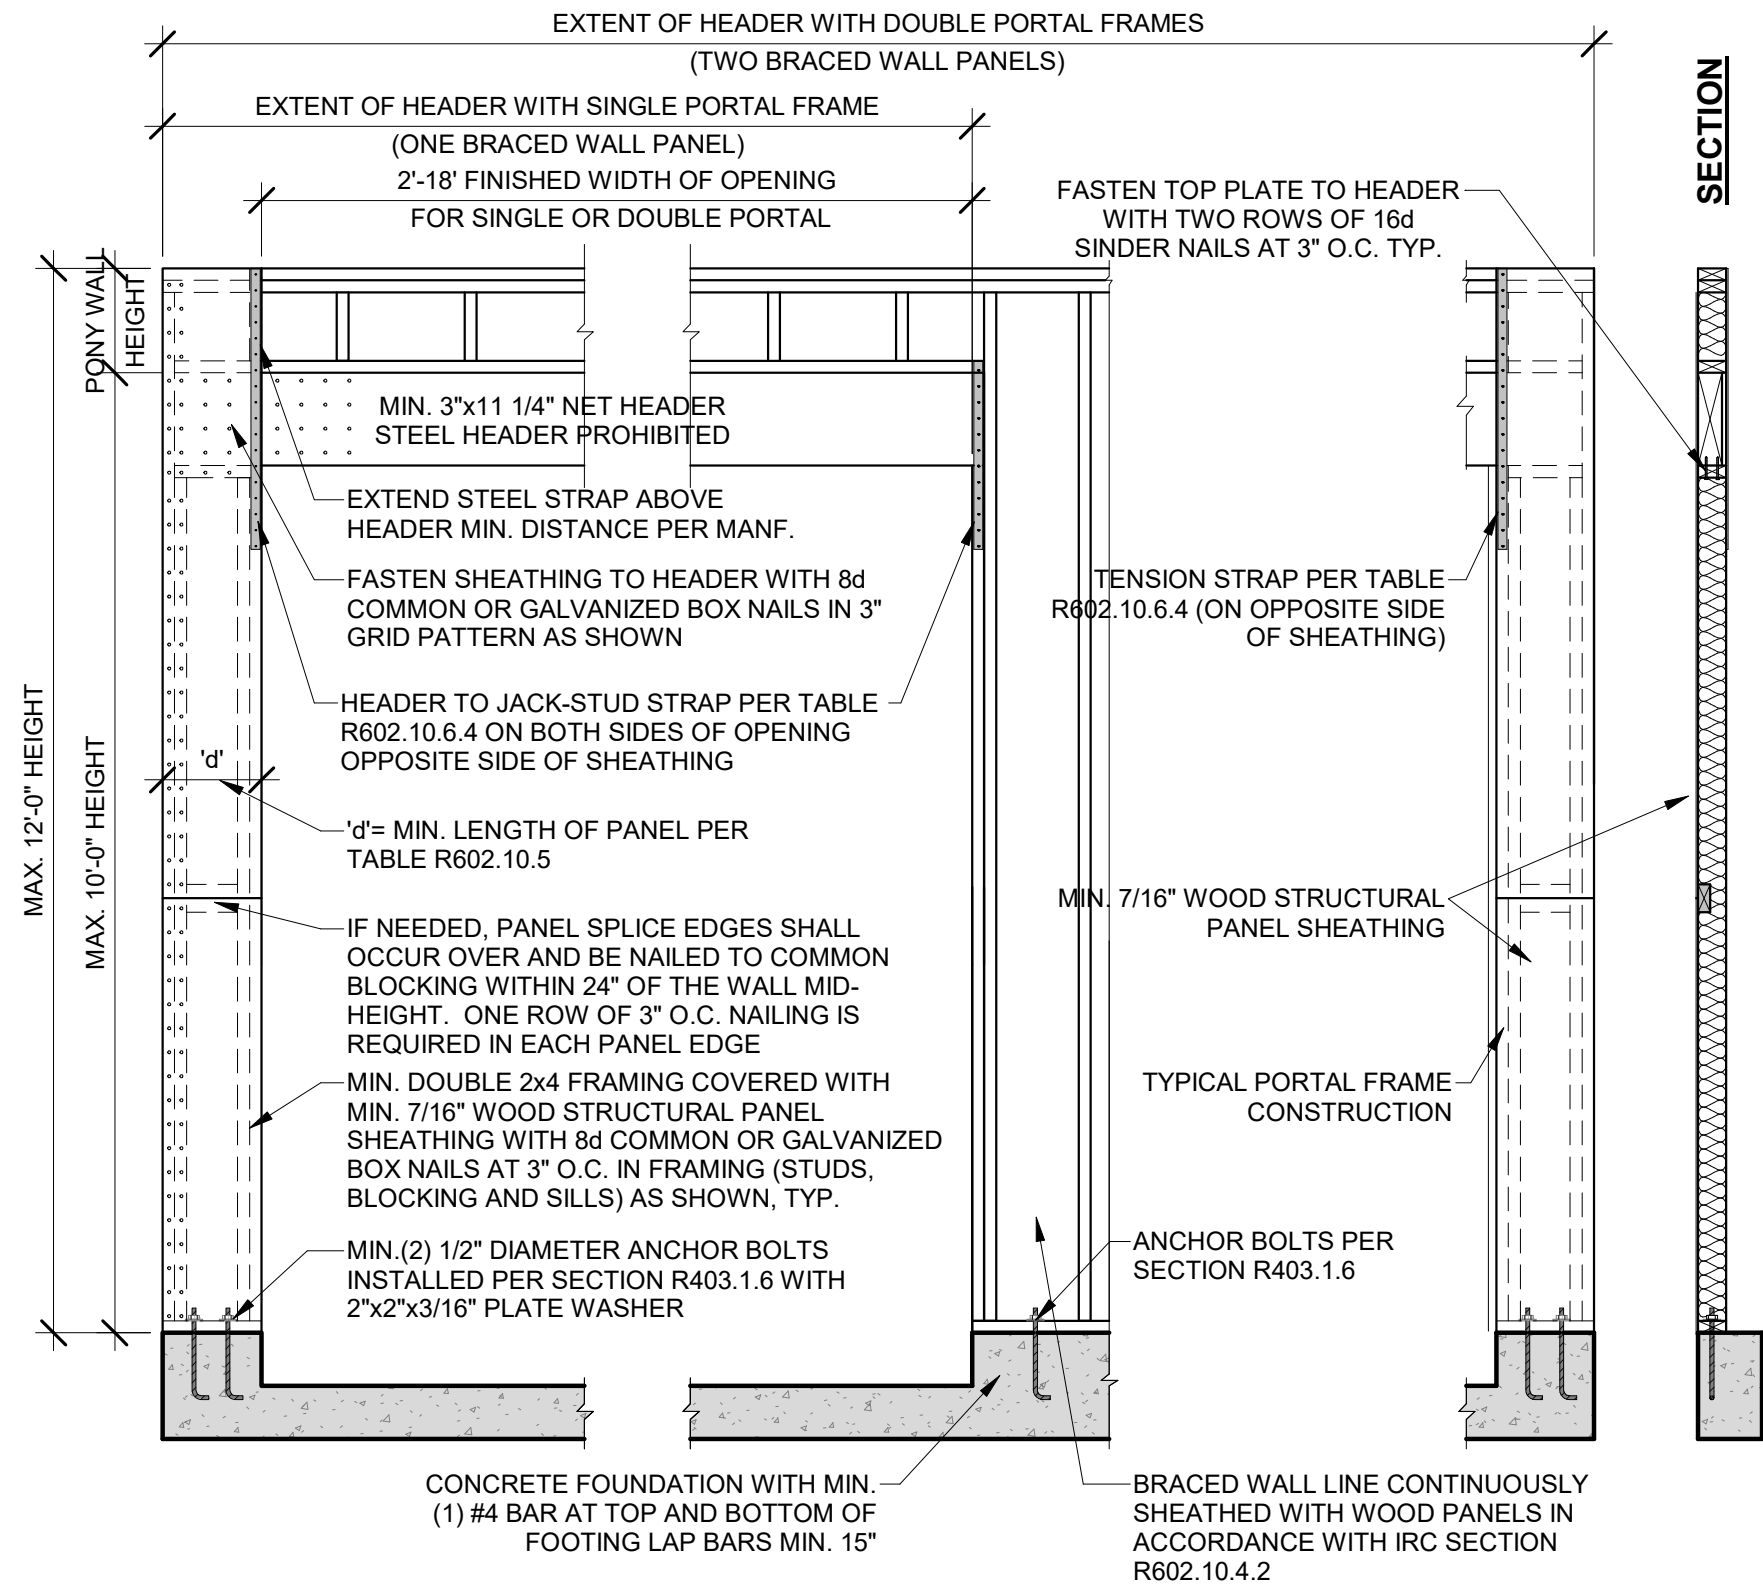 EXTENT OF HEADER WITH DOUBLE PORTAL FRAMES
(TWO BRACED WALL PANELS)
EXTENT OF HEADER WITH SINGLE PORTAL FRAME
(ONE BRACED WALL PANEL)
2'-18' FINISHED WIDTH OF OPENING
FOR SINGLE OR DOUBLE PORTAL
SECTION
FASTEN TOP PLATE TO HEADER
WITH TWO ROWS OF 16d
SINDER NAILS AT 3" O.C. TYP.
PONY WALL
HEIGHT
MIN. 3"x11 1/4" NET HEADER
STEEL HEADER PROHIBITED
EXTEND STEEL STRAP ABOVE
HEADER MIN. DISTANCE PER MANF.
FASTEN SHEATHING TO HEADER WITH 8d
COMMON OR GALVANIZED BOX NAILS IN 3"
GRID PATTERN AS SHOWN
TENSION STRAP PER TABLE
R602.10.6.4 (ON OPPOSITE SIDE
OF SHEATHING)
HEADER TO JACK-STUD STRAP PER TABLE
R602.10.6.4 ON BOTH SIDES OF OPENING
OPPOSITE SIDE OF SHEATHING
MAX. 12'-0" HEIGHT
MAX. 10'-0" HEIGHT
'd'
'd'= MIN. LENGTH OF PANEL PER
TABLE R602.10.5
MIN. 7/16" WOOD STRUCTURAL
PANEL SHEATHING
IF NEEDED, PANEL SPLICE EDGES SHALL
OCCUR OVER AND BE NAILED TO COMMON
BLOCKING WITHIN 24" OF THE WALL MID-
HEIGHT.  ONE ROW OF 3" O.C. NAILING IS
REQUIRED IN EACH PANEL EDGE
MIN. DOUBLE 2x4 FRAMING COVERED WITH
MIN. 7/16" WOOD STRUCTURAL PANEL
SHEATHING WITH 8d COMMON OR GALVANIZED
BOX NAILS AT 3" O.C. IN FRAMING (STUDS,
BLOCKING AND SILLS) AS SHOWN, TYP.
TYPICAL PORTAL FRAME
CONSTRUCTION
MIN.(2) 1/2" DIAMETER ANCHOR BOLTS
INSTALLED PER SECTION R403.1.6 WITH
2"x2"x3/16" PLATE WASHER
ANCHOR BOLTS PER
SECTION R403.1.6
CONCRETE FOUNDATION WITH MIN.
(1) #4 BAR AT TOP AND BOTTOM OF
FOOTING LAP BARS MIN. 15"
BRACED WALL LINE CONTINUOUSLY
SHEATHED WITH WOOD PANELS IN
ACCORDANCE WITH IRC SECTION
R602.10.4.2